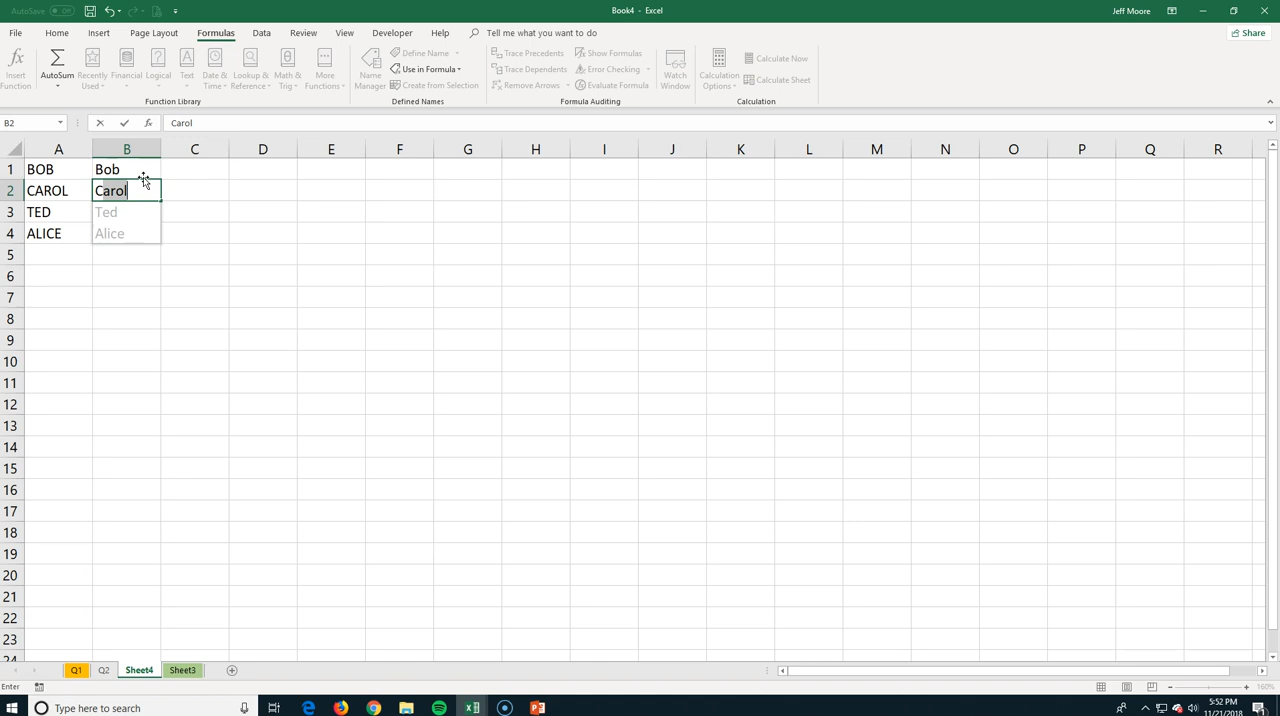 AutoSave Off Book4 - Excel Jeff Moore
File Home Insert Page Layout Formulas Data Review View Developer Help Tell me what you want to do Share
Insert Function
AutoSum
Recently Used
Financial
Logical
Text
Date & Time
Lookup & Reference
Math & Trig
More Functions
Function Library
Name Manager
Define Name
Use in Formula
Create from Selection
Defined Names
Trace Precedents
Trace Dependents
Remove Arrows
Show Formulas
Error Checking
Evaluate Formula
Formula Auditing
Watch Window
Calculation Options
Calculate Now
Calculate Sheet
Calculation
B2 fx Carol
A B C D E F G H I J K L M N O P Q R
1 BOB Bob
2 CAROL Carol
3 TED Ted
4 ALICE Alice
5
6
7
8
9
10
11
12
13
14
15
16
17
18
19
20
21
22
23
24
Q1 Q2 Sheet4 Sheet3
Enter 160%
Type here to search 5:52 PM
11/21/2018